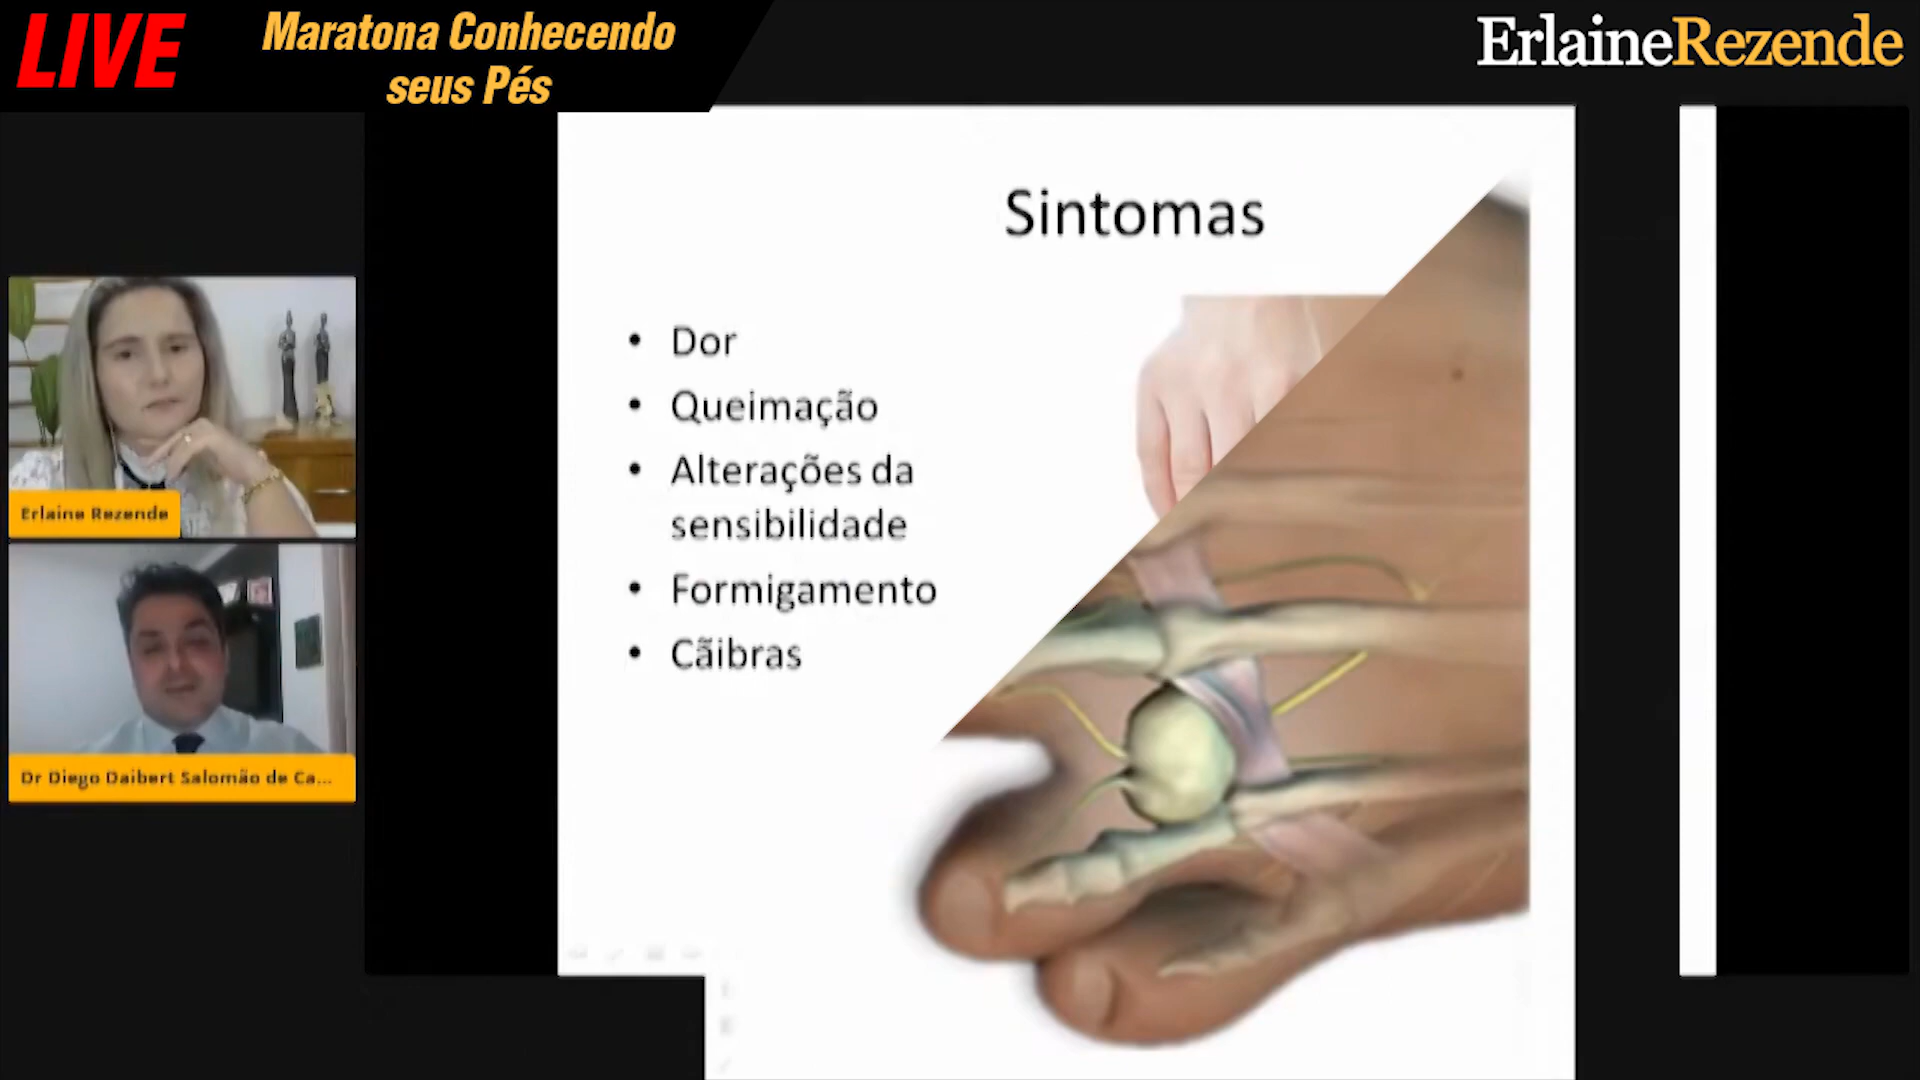 LIVE
Maratona Conhecendo
seus Pés
ErlaineRezende
Sintomas
• Dor
• Queimação
• Alterações da
sensibilidade
• Formigamento
• Cãibras
Erlaine Rezende
Dr Diego Daibert Salomão de Ca...